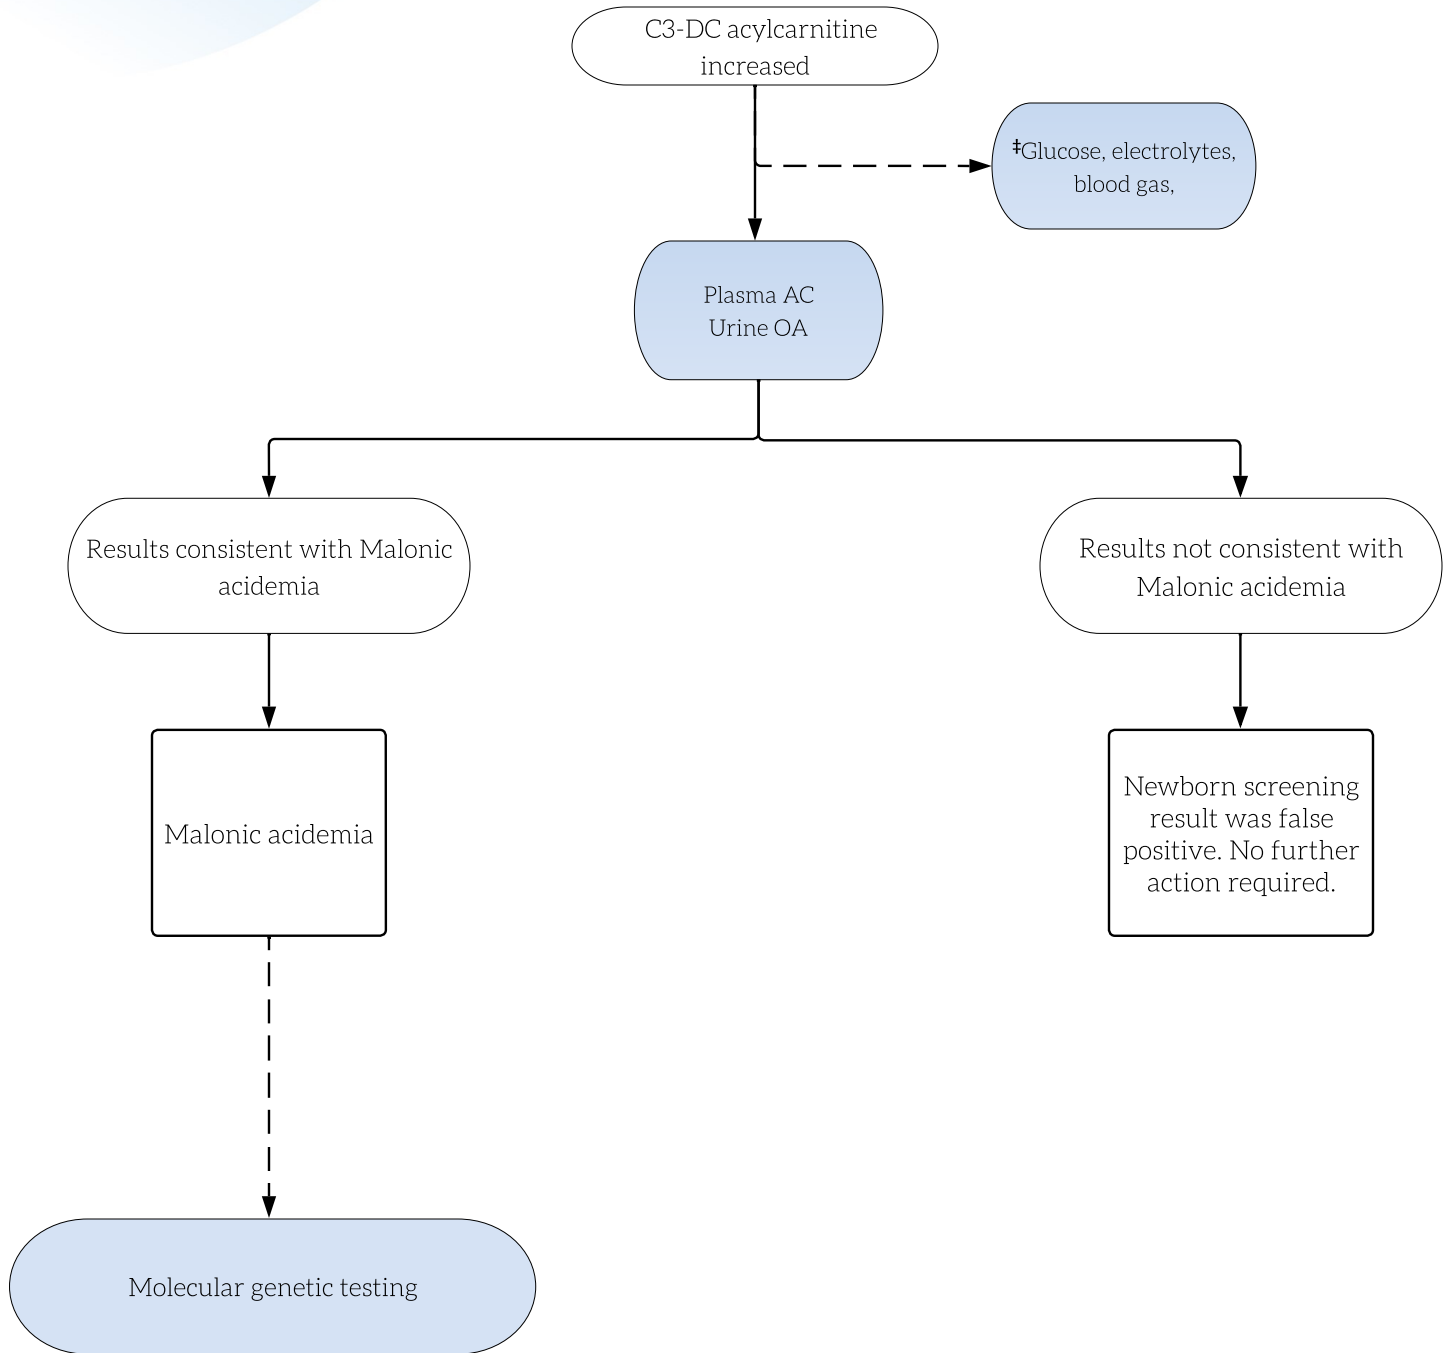 C3-DC acylcarnitine
increased
‡Glucose, electrolytes,
blood gas,
Plasma AC
Urine OA
Results consistent with Malonic
acidemia
Results not consistent with
Malonic acidemia
Malonic acidemia
Newborn screening
result was false
positive. No further
action required.
Molecular genetic testing